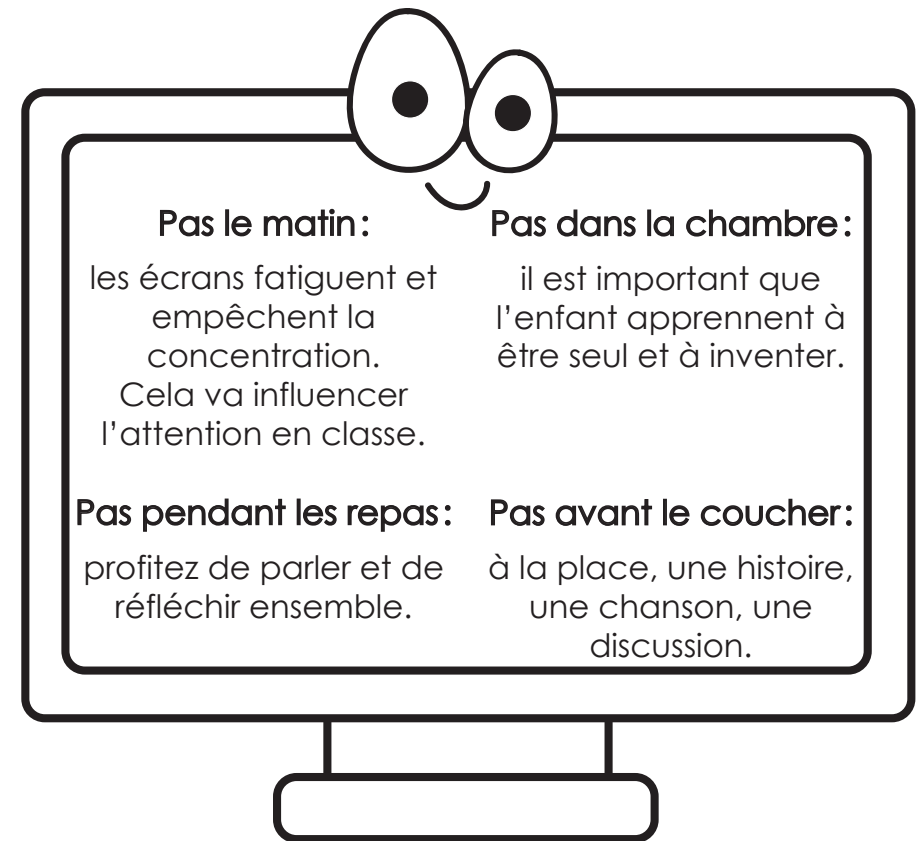 Pas le matin :
les écrans fatiguent et
empêchent la
concentration.
Cela va influencer
l’attention en classe.
Pas dans la chambre :
il est important que
l’enfant apprennent à
être seul et à inventer.
Pas pendant les repas :
profitez de parler et de
réfléchir ensemble.
Pas avant le coucher :
à la place, une histoire,
une chanson, une
discussion.